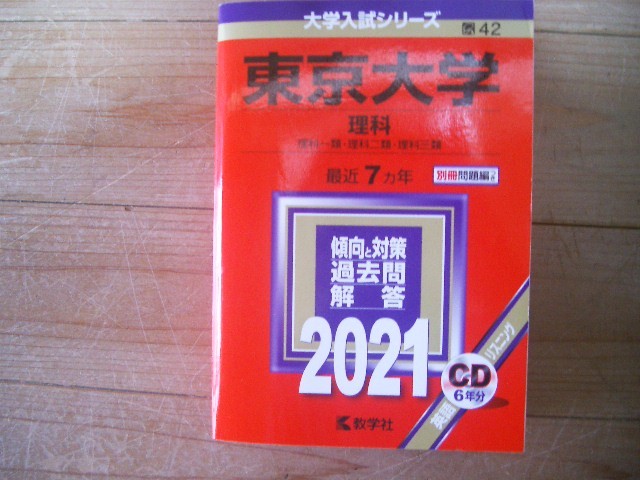 大学入試シリーズ
42
東京大学
理科
理科一類・理科二類・理科三類
最近7カ年
別冊問題編つき
傾向と対策
過去問
解答
2021
英語リスニング
CD
6年分
教学社